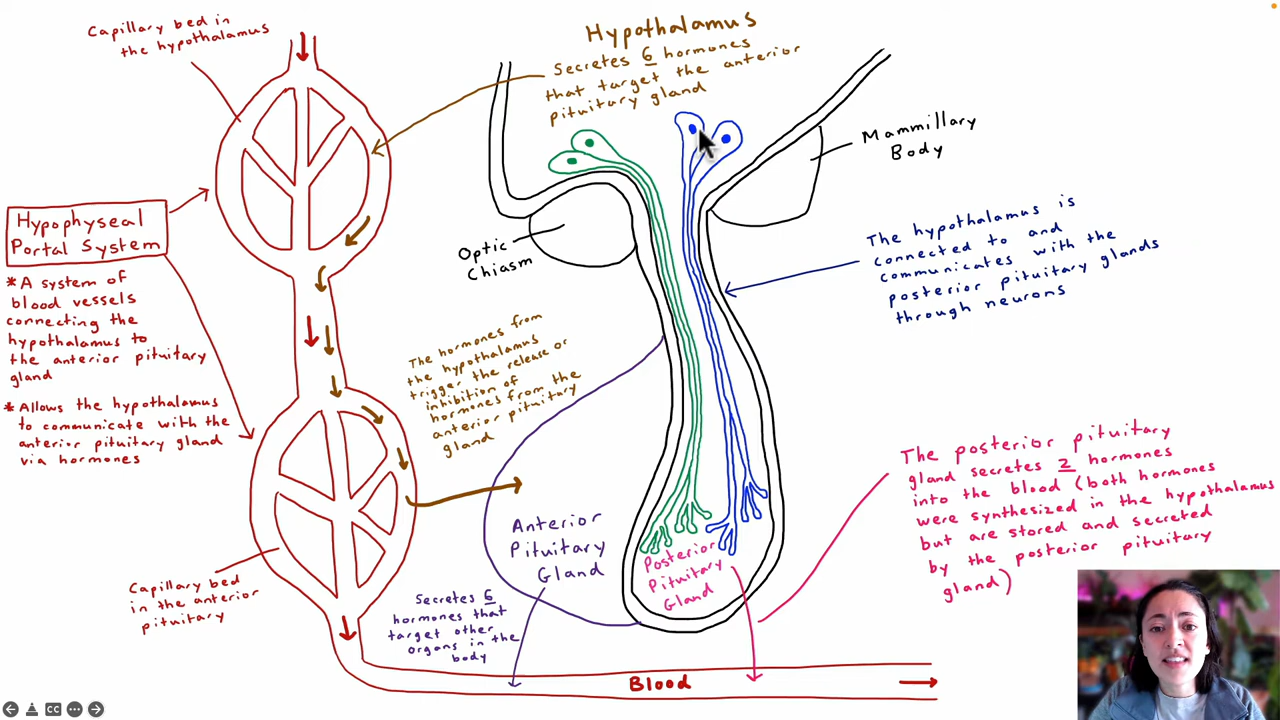 Capillary bed in
the hypothalamus
Hypothalamus
Secretes 6 hormones
that target the anterior
pituitary gland
Mammillary
Body
Hypophyseal
Portal System
* A system of
blood vessels
connecting the
hypothalamus to
the anterior pituitary
gland
* Allows the hypothalamus
to communicate with the
anterior pituitary gland
via hormones
Optic
Chiasm
The hypothalamus is
connected to and
communicates with the
posterior pituitary glands
through neurons
The hormones from
the hypothalamus
trigger the release or
inhibition of
hormones from the
anterior pituitary
gland
The posterior pituitary
gland secretes 2 hormones
into the blood (both hormones
were synthesized in the hypothalamus
but are stored and secreted
by the posterior pituitary
gland)
Anterior
Pituitary
Gland
Posterior
Pituitary
Gland
Capillary bed
in the anterior
pituitary
Secretes 6
hormones that
target other
organs in the
body
Blood
CC